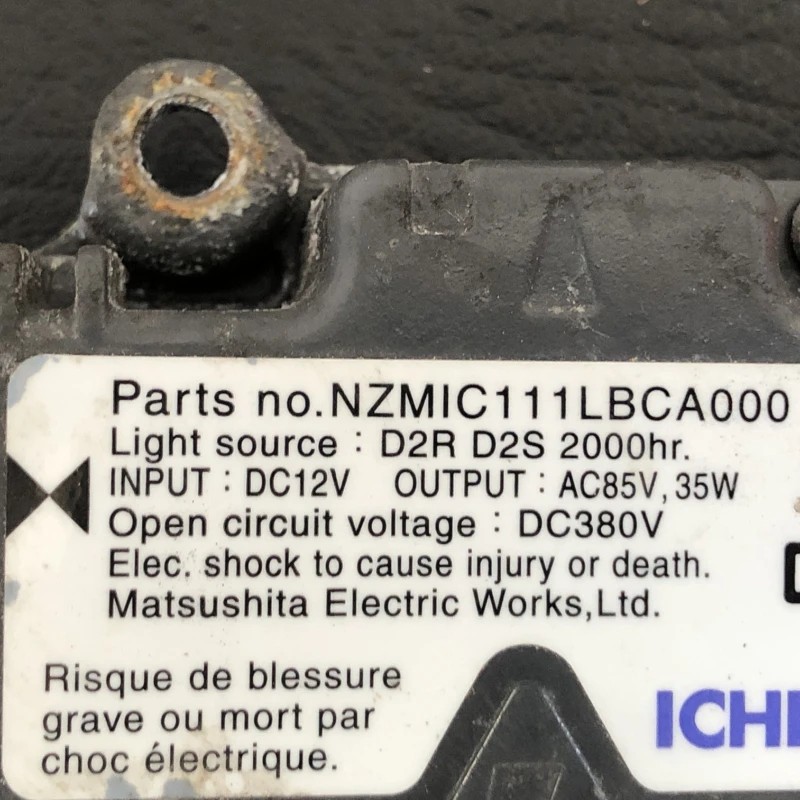 Parts no.NZMIC111LBCA000
Light source : D2R D2S 2000hr.
INPUT : DC12V OUTPUT : AC85V, 35W
Open circuit voltage : DC380V
Elec. shock to cause injury or death.
Matsushita Electric Works,Ltd.
Risque de blessure
grave ou mort par
choc électrique.